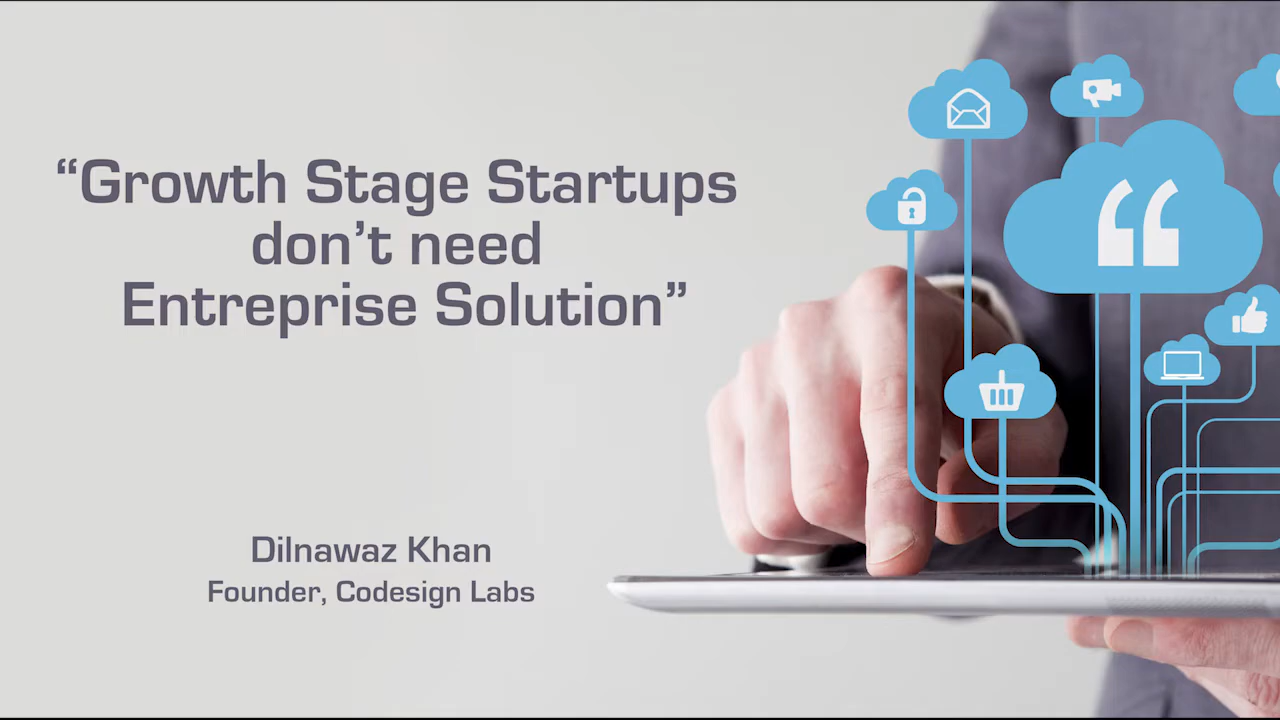 “Growth Stage Startups
don’t need
Entreprise Solution”
Dilnawaz Khan
Founder, Codesign Labs